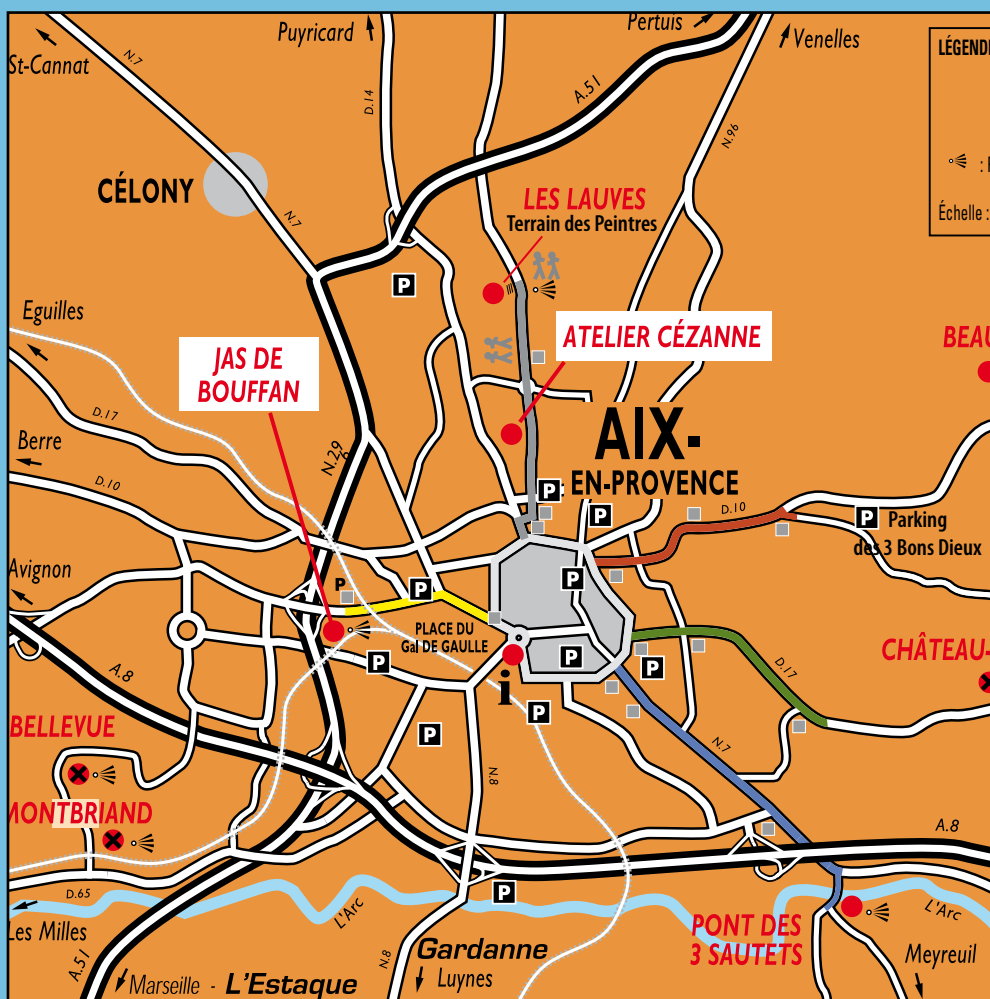 Puyricard
Pertuis
Venelles
St-Cannat
N.7
D.14
A.51
N.96
LÉGENDE
Échelle :
CÉLONY
N.7
LES LAUVES
Terrain des Peintres
P
Eguilles
ATELIER CÉZANNE
JAS DE
BOUFFAN
D.17
Berre
N.29
D.10
AIX-
EN-PROVENCE
P
P
D.10
P Parking
des 3 Bons Dieux
Avignon
P
P
P
PLACE DU
Gal DE GAULLE
i
P
P
P
P
P
D.17
CHÂTEAU-
A.8
BELLEVUE
MONTBRIAND
N.7
N.8
A.8
D.65
P
L'Arc
L'Arc
Les Milles
A.51
PONT DES
3 SAUTETS
Meyreuil
N.8
Gardanne
Luynes
Marseille - L'Estaque